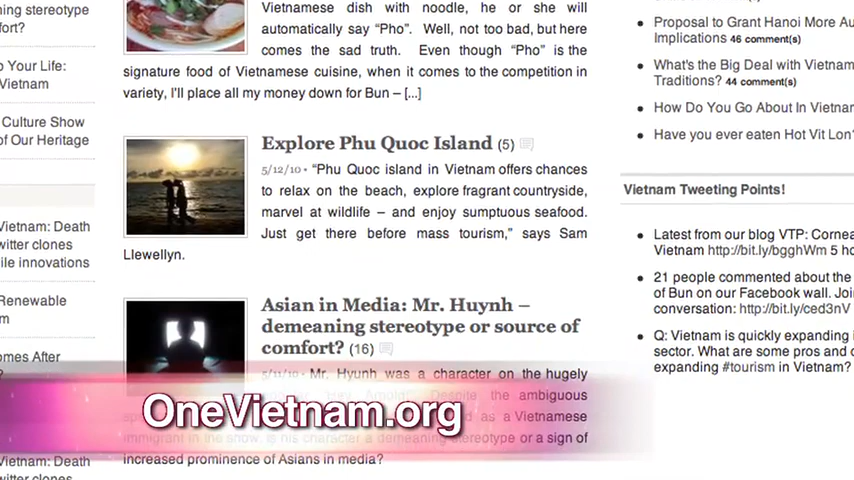 ning stereotype
fort?
o Your Life:
Vietnam
Culture Show
of Our Heritage
Vietnam: Death
witter clones
ile innovations
Renewable
m
omes After
?
Vietnam: Death
witter clones
Vietnamese dish with noodle, he or she will
automatically say “Pho”. Well, not too bad, but here
comes the sad truth. Even though “Pho” is the
signature food of Vietnamese cuisine, when it comes to the competition in
variety, I’ll place all my money down for Bun – [...]
Explore Phu Quoc Island (5)
5/12/10 • “Phu Quoc island in Vietnam offers chances
to relax on the beach, explore fragrant countryside,
marvel at wildlife – and enjoy sumptuous seafood.
Just get there before mass tourism,” says Sam
Llewellyn.
Asian in Media: Mr. Huynh –
demeaning stereotype or source of
comfort? (16)
5/11/10 • Mr. Hyunh was a character on the hugely
Despite the ambiguous
as a Vietnamese
immigrant in the show. Is his character a demeaning stereotype or a sign of
increased prominence of Asians in media?
OneVietnam.org
Proposal to Grant Hanoi More Au
Implications 46 comment(s)
What's the Big Deal with Vietnam
Traditions? 44 comment(s)
How Do You Go About In Vietnar
Have you ever eaten Hot Vit Lon?
Vietnam Tweeting Points!
Latest from our blog VTP: Cornea
Vietnam http://bit.ly/bgghWm 5 ho
21 people commented about the
of Bun on our Facebook wall. Joi
conversation: http://bit.ly/ced3nV
Q: Vietnam is quickly expanding i
sector. What are some pros and c
expanding #tourism in Vietnam?